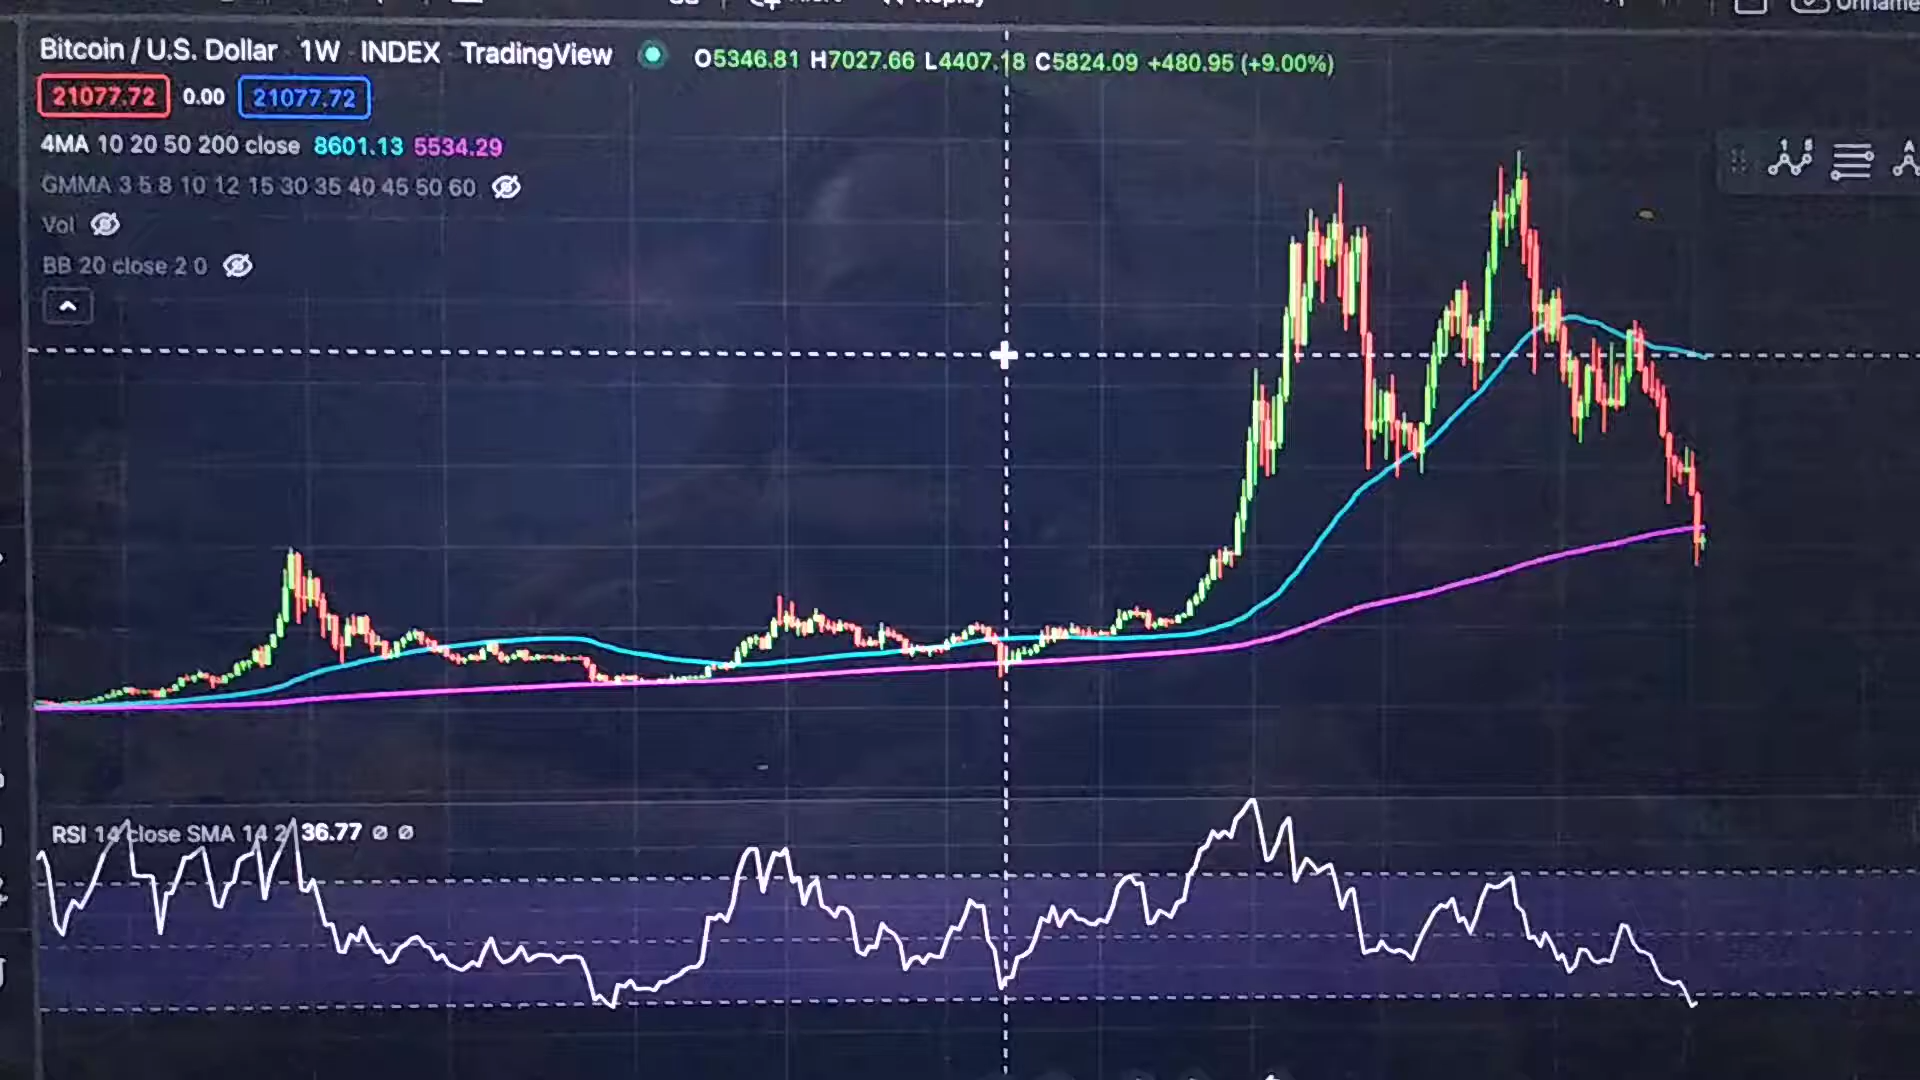 Bitcoin / U.S. Dollar 1W INDEX TradingView O5346.81 H7027.66 L4407.18 C5824.09 +480.95 (+9.00%)
21077.72 0.00 21077.72
4MA 10 20 50 200 close 8601.13 5534.29
GMMA 3 5 8 10 12 15 30 35 40 45 50 60
Vol
BB 20 close 2 0
RSI 14 close SMA 14 2 36.77 ∅ ∅